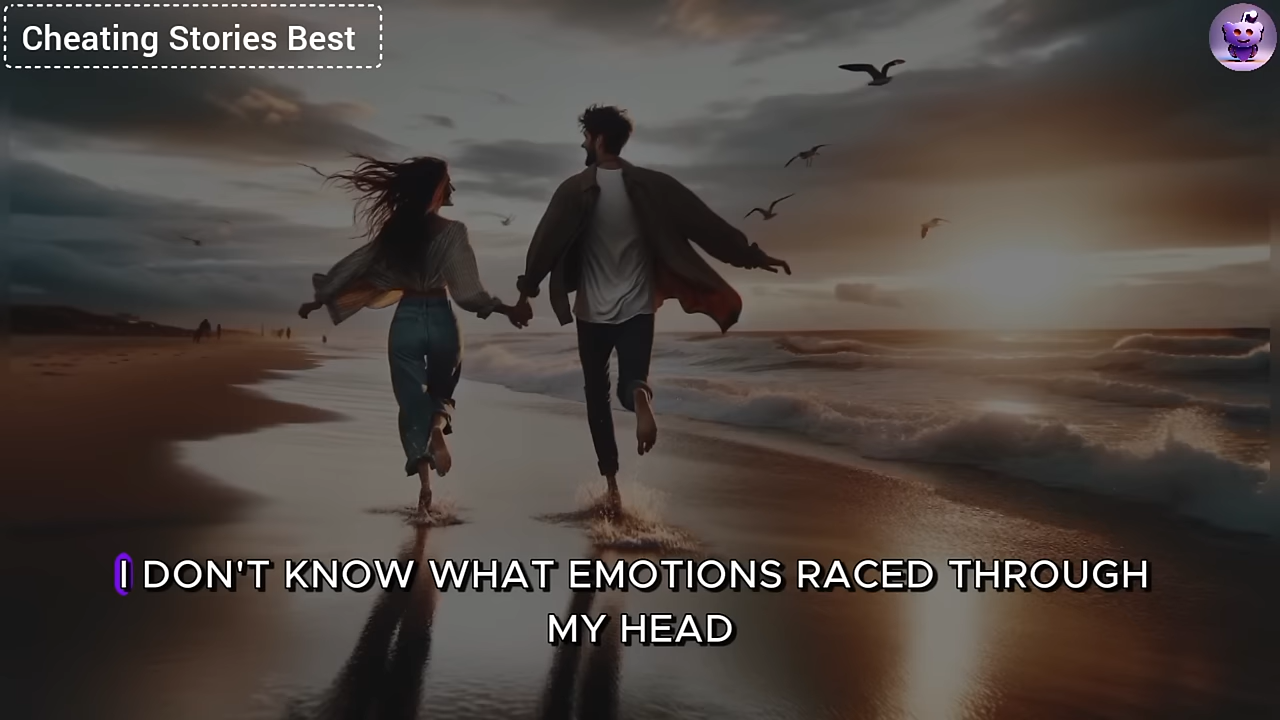 Cheating Stories Best
I DON'T KNOW WHAT EMOTIONS RACED THROUGH
MY HEAD